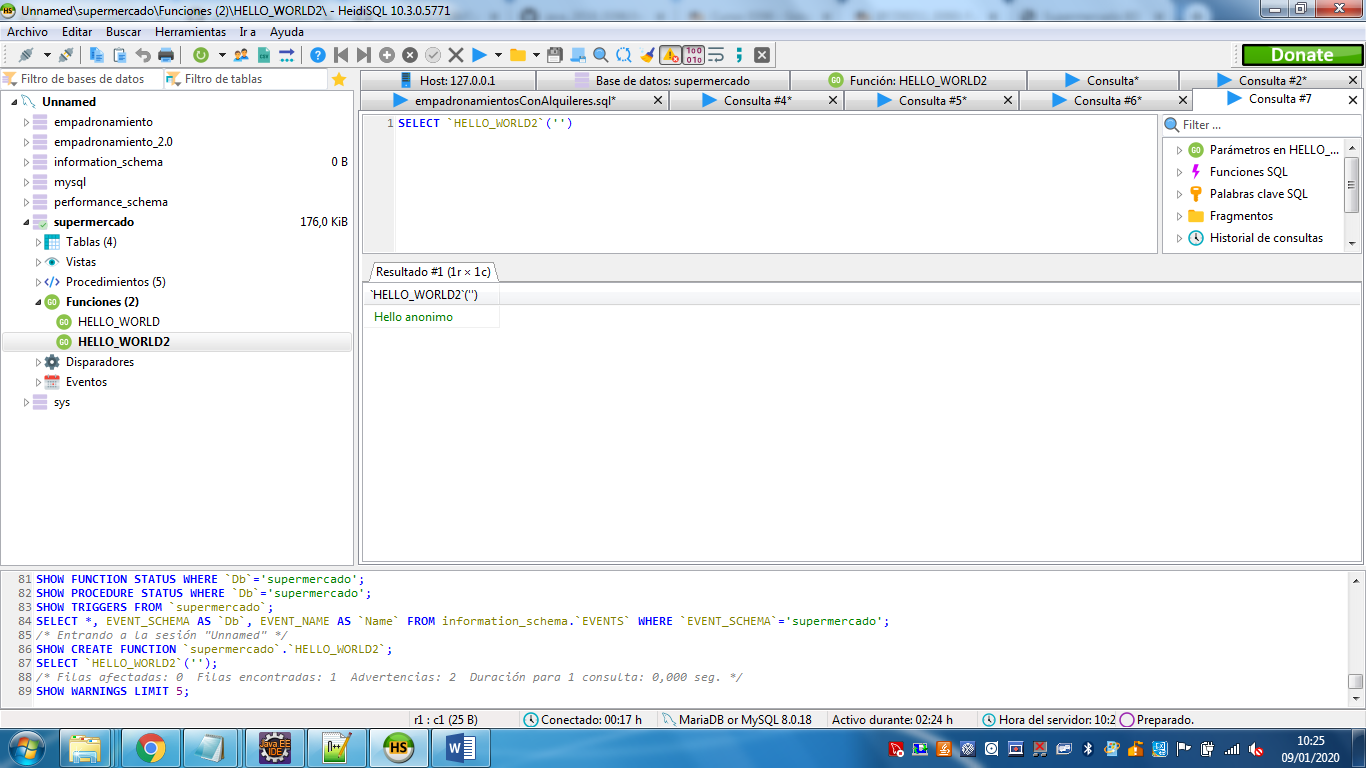 Unnamed\supermercado\Funciones (2)\HELLO_WORLD2\ - HeidiSQL 10.3.0.5771
Archivo Editar Buscar Herramientas Ir a Ayuda
Donate
Filtro de bases de datos Filtro de tablas
Host: 127.0.0.1 Base de datos: supermercado Función: HELLO_WORLD2 Consulta* Consulta #2*
empadronamientosConAlquileres.sql* Consulta #4* Consulta #5* Consulta #6* Consulta #7
Unnamed
empadronamiento
empadronamiento_2.0
information_schema 0 B
mysql
performance_schema
supermercado 176,0 KiB
Tablas (4)
Vistas
Procedimientos (5)
Funciones (2)
HELLO_WORLD
HELLO_WORLD2
Disparadores
Eventos
sys
1 SELECT `HELLO_WORLD2`('')
Filter ...
Parámetros en HELLO_...
Funciones SQL
Palabras clave SQL
Fragmentos
Historial de consultas
Resultado #1 (1r × 1c)
`HELLO_WORLD2`('')
Hello anonimo
81 SHOW FUNCTION STATUS WHERE `Db`='supermercado';
82 SHOW PROCEDURE STATUS WHERE `Db`='supermercado';
83 SHOW TRIGGERS FROM `supermercado`;
84 SELECT *, EVENT_SCHEMA AS `Db`, EVENT_NAME AS `Name` FROM information_schema.`EVENTS` WHERE `EVENT_SCHEMA`='supermercado';
85 /* Entrando a la sesión "Unnamed" */
86 SHOW CREATE FUNCTION `supermercado`.`HELLO_WORLD2`;
87 SELECT `HELLO_WORLD2`('');
88 /* Filas afectadas: 0  Filas encontradas: 1  Advertencias: 2  Duración para 1 consulta: 0,000 seg. */
89 SHOW WARNINGS LIMIT 5;
r1 : c1 (25 B) Conectado: 00:17 h MariaDB or MySQL 8.0.18 Activo durante: 02:24 h Hora del servidor: 10:2 Preparado.
10:25
09/01/2020